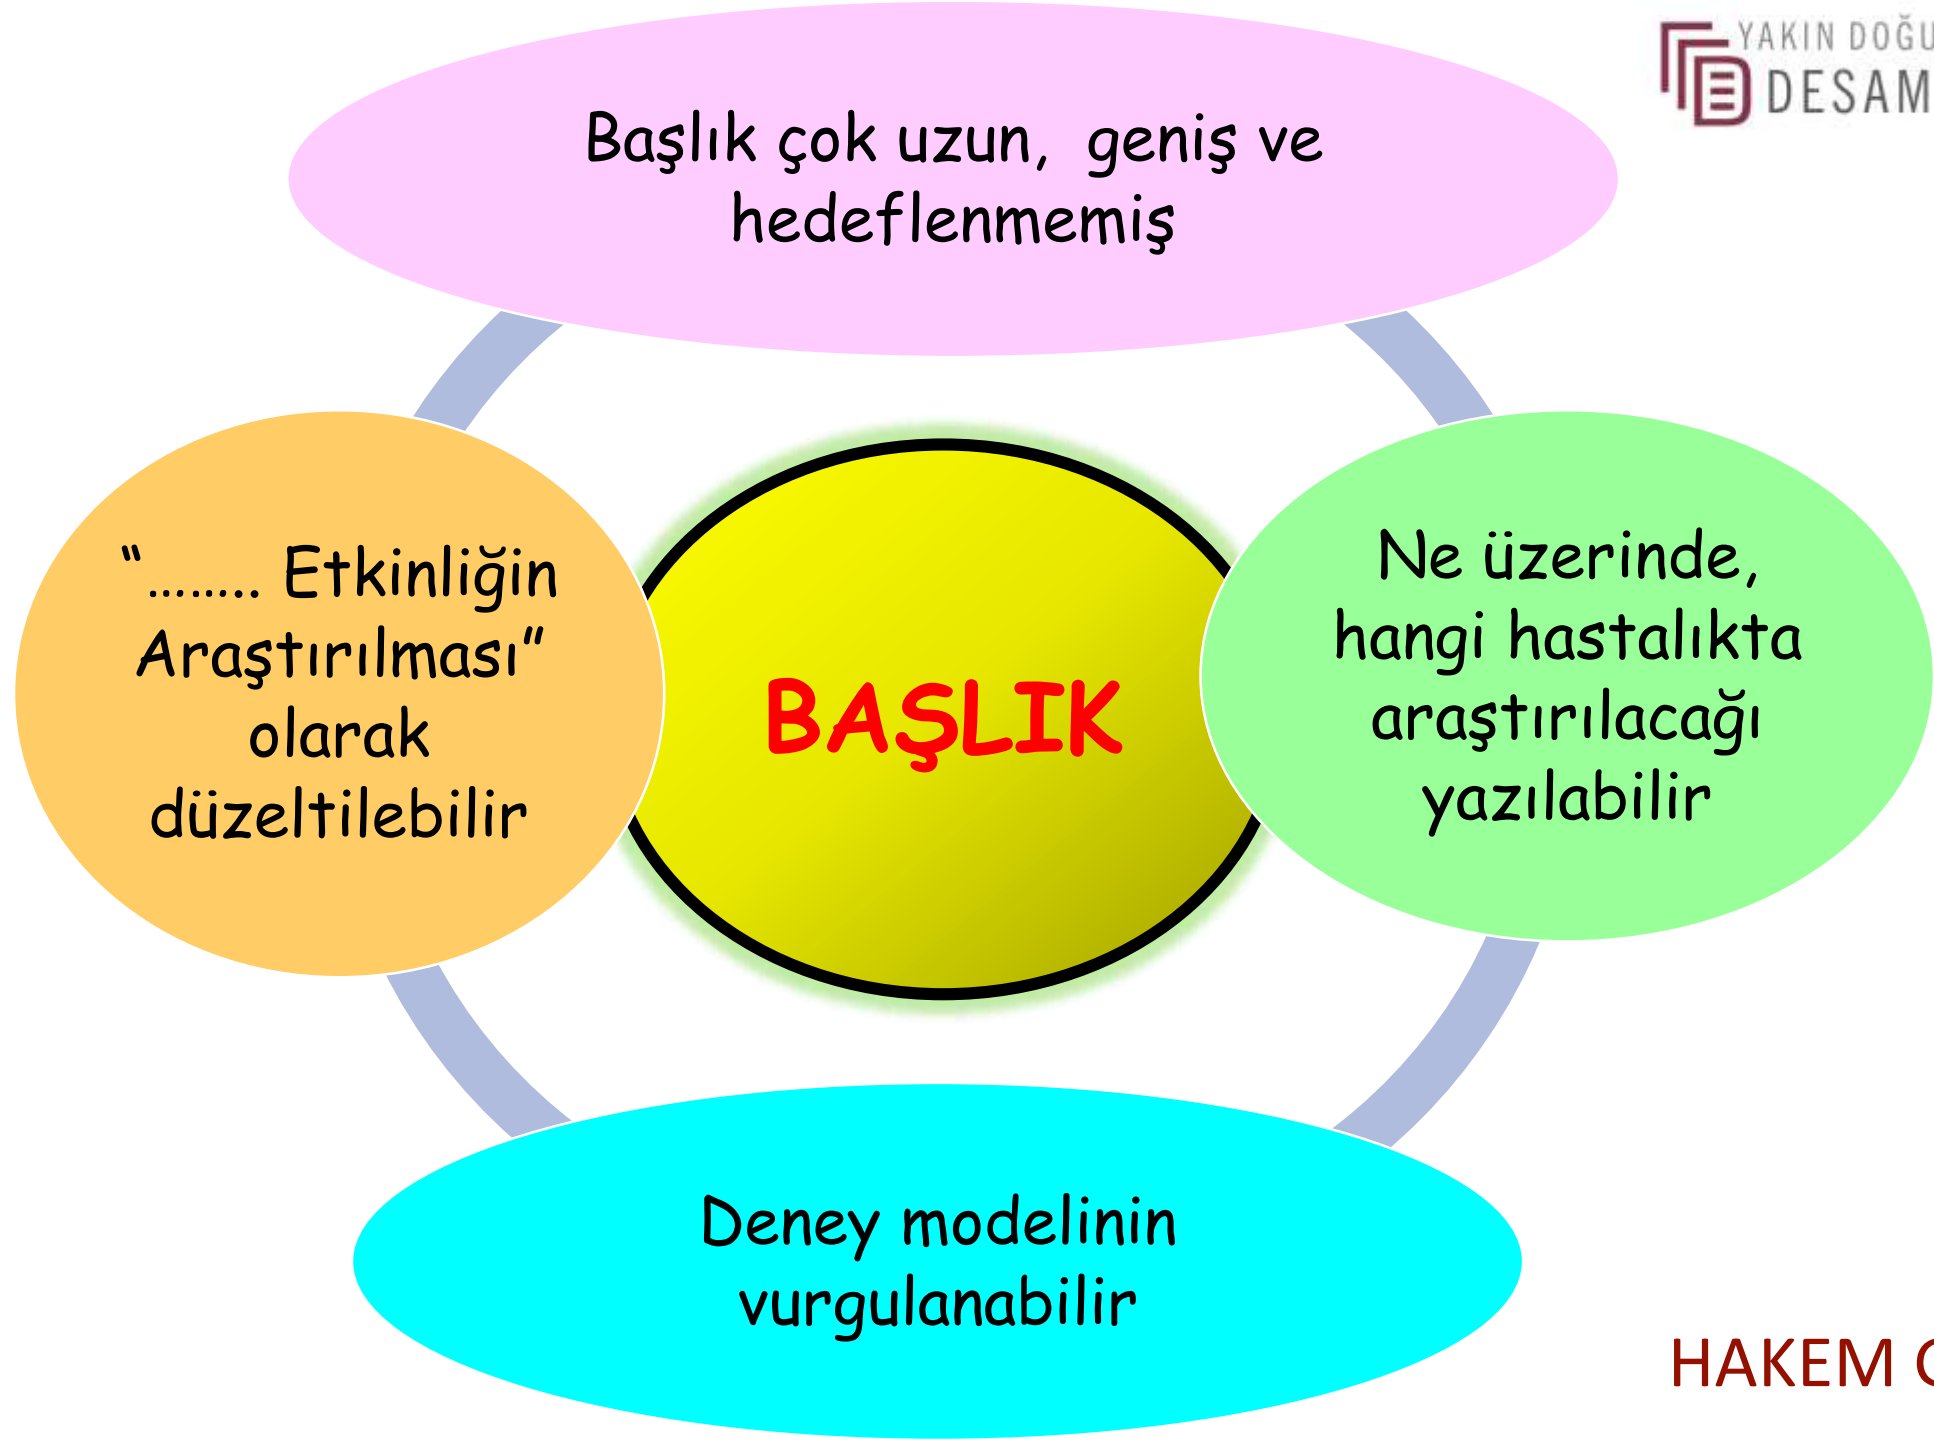 YAKIN DOĞU
DESAM
Başlık çok uzun, geniş ve
hedeflenmemiş
“…….. Etkinliğin
Araştırılması”
olarak
düzeltilebilir
BAŞLIK
Ne üzerinde,
hangi hastalıkta
araştırılacağı
yazılabilir
Deney modelinin
vurgulanabilir
HAKEM